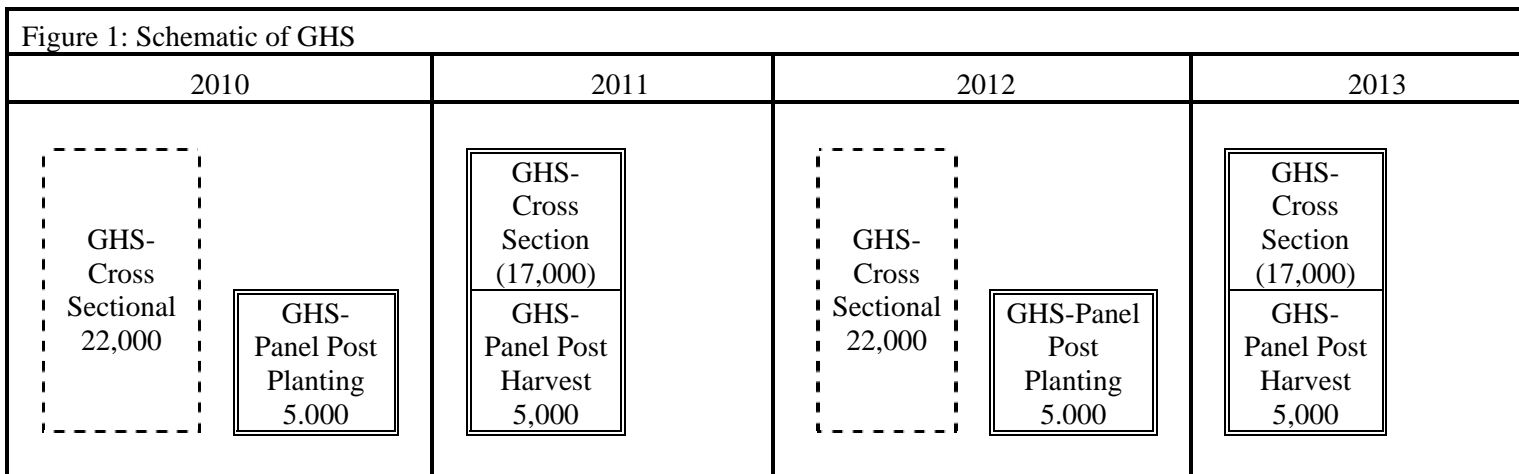 Figure 1: Schematic of GHS
2010
2011
2012
2013
GHS-
Cross
Sectional
22,000
GHS-
Panel Post
Planting
5.000
GHS-
Cross
Section
(17,000)
GHS-
Panel Post
Harvest
5,000
GHS-
Cross
Sectional
22,000
GHS-Panel
Post
Planting
5.000
GHS-
Cross
Section
(17,000)
GHS-
Panel Post
Harvest
5,000